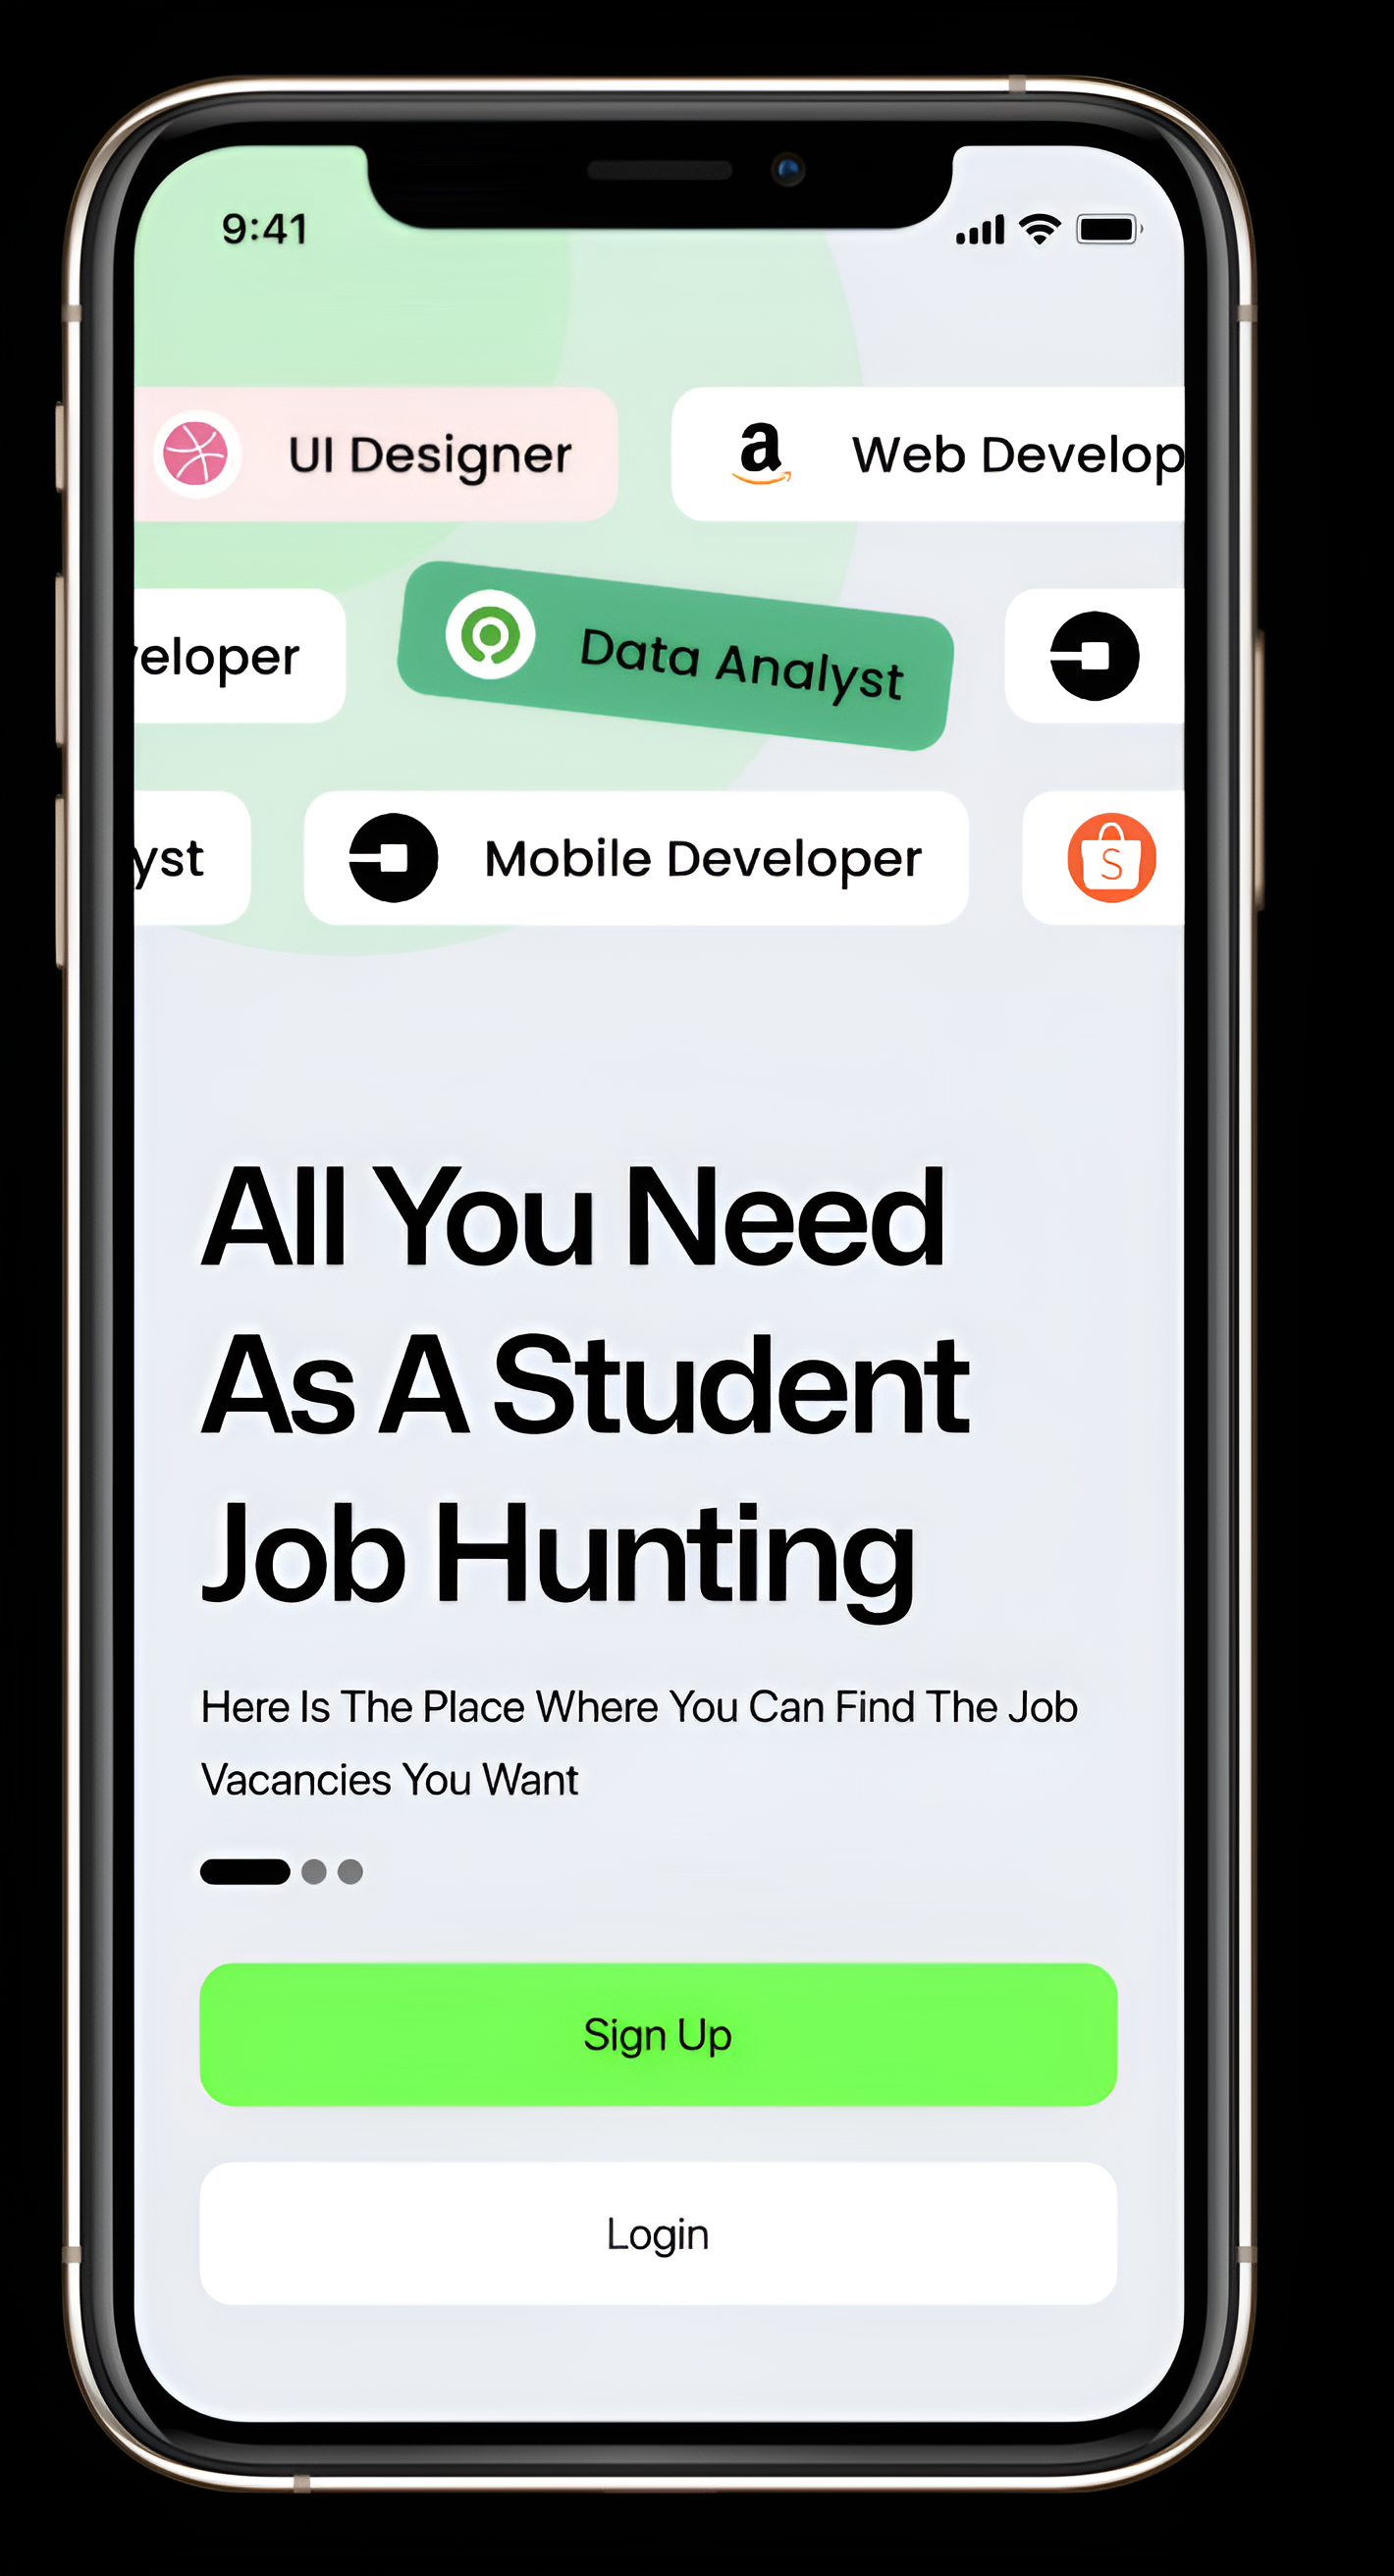 9:41
UI Designer
a Web Develop
veloper
Data Analyst
yst
Mobile Developer
S
All You Need
As A Student
Job Hunting
Here Is The Place Where You Can Find The Job
Vacancies You Want
Sign Up
Login